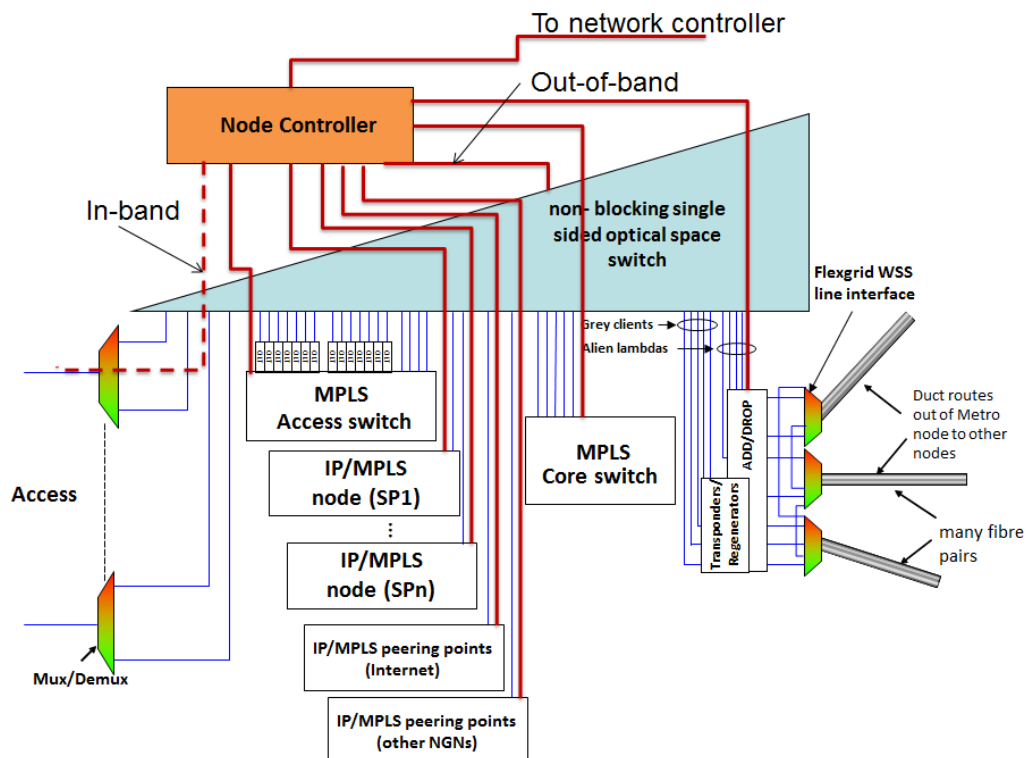 To network controller
Out-of-band
Node Controller
In-band
non- blocking single
sided optical space
switch
Flexgrid WSS
line interface
Grey clients
Alien lambdas
MPLS
Access switch
Duct routes
out of Metro
node to other
nodes
ADD/DROP
MPLS
Core switch
IP/MPLS
node (SP1)
...
Access
Transponders/
Regenerators
many fibre
pairs
IP/MPLS
node (SPn)
IP/MPLS peering points
(Internet)
Mux/Demux
IP/MPLS peering points
(other NGNs)